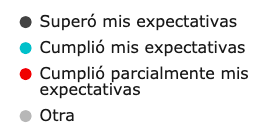 Superó mis expectativas
Cumplió mis expectativas
Cumplió parcialmente mis
expectativas
Otra